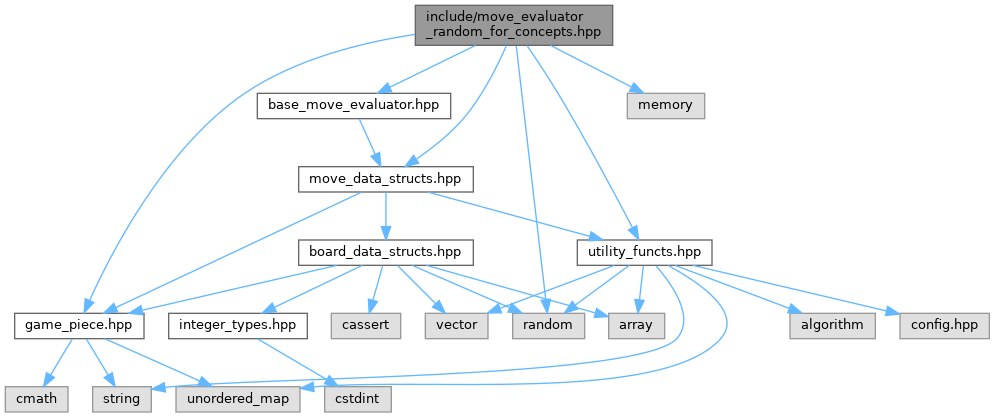 include/move_evaluator
_random_for_concepts.hpp
base_move_evaluator.hpp
memory
move_data_structs.hpp
board_data_structs.hpp
utility_functs.hpp
game_piece.hpp
integer_types.hpp
cassert
vector
random
array
algorithm
config.hpp
cmath
string
unordered_map
cstdint